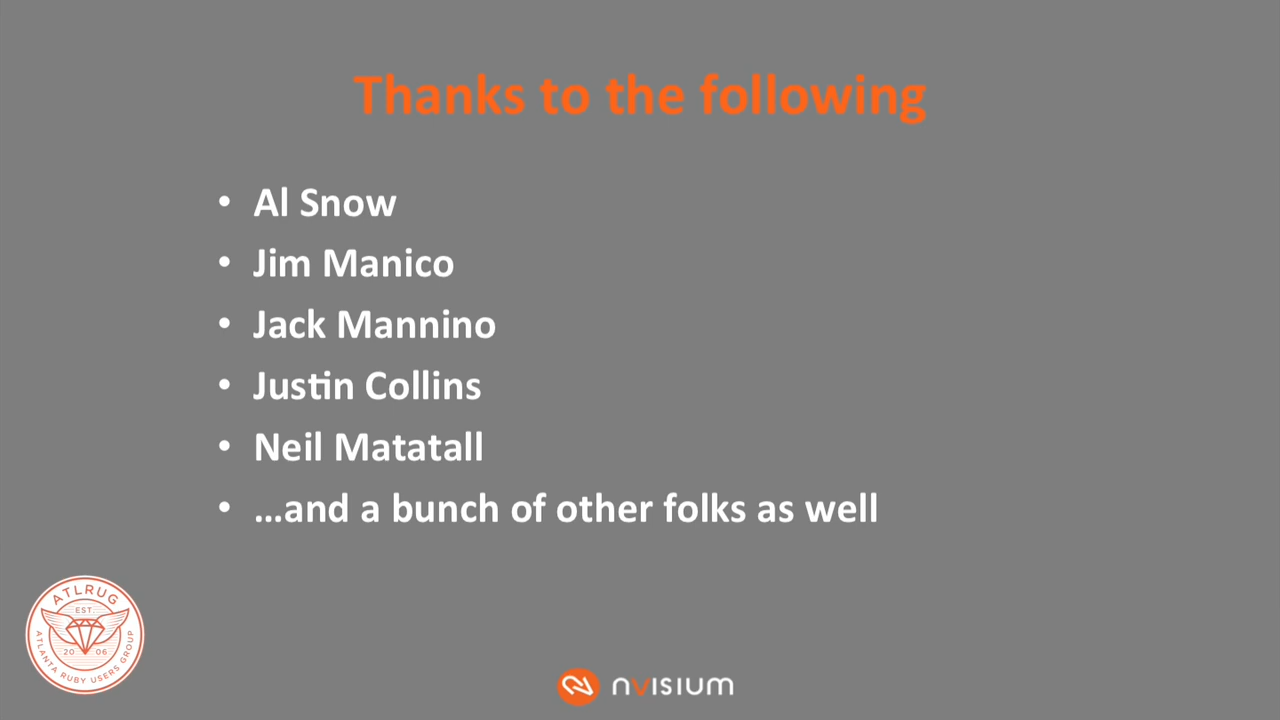 Thanks to the following
• Al Snow
• Jim Manico
• Jack Mannino
• Justin Collins
• Neil Matatall
• …and a bunch of other folks as well
ATLRUG
EST.
20 06
ATLANTA RUBY USERS GROUP
nVISIUM